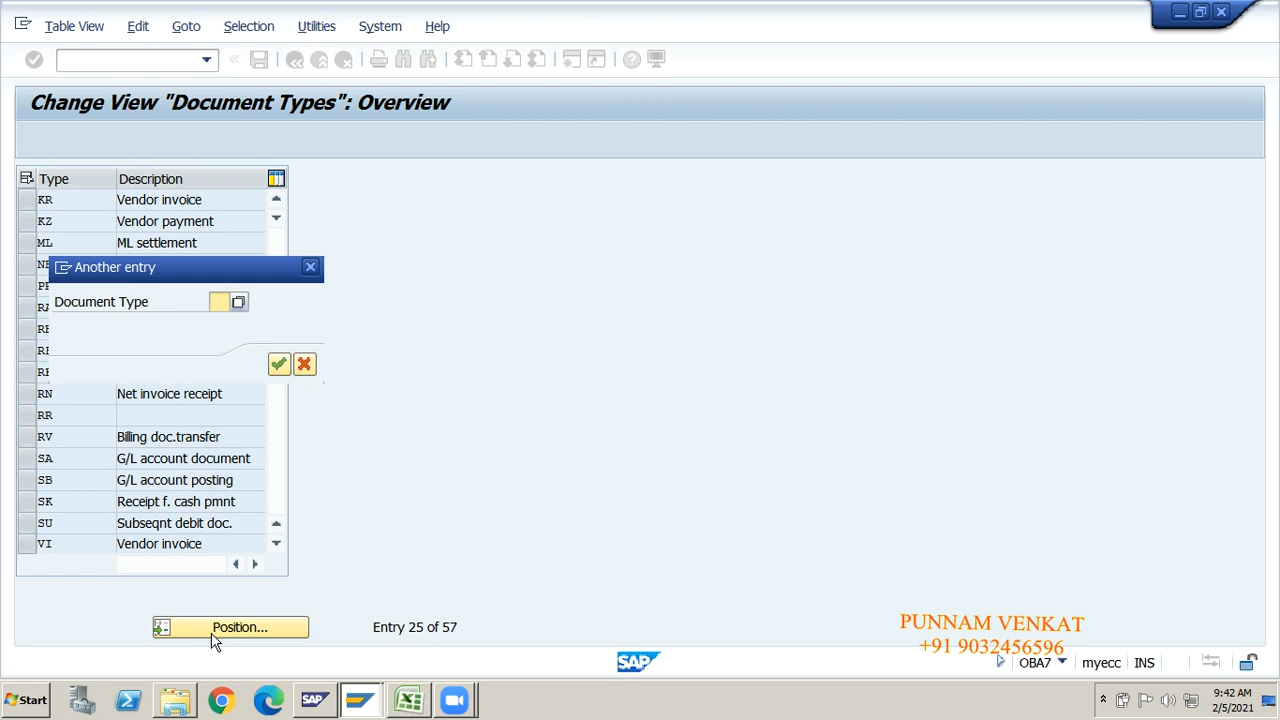 Table View Edit Goto Selection Utilities System Help
Change View "Document Types": Overview
Type Description
KR Vendor invoice
KZ Vendor payment
ML ML settlement
Another entry
Document Type
RN Net invoice receipt
RR
RV Billing doc.transfer
SA G/L account document
SB G/L account posting
SK Receipt f. cash pmnt
SU Subseqnt debit doc.
VI Vendor invoice
Position... Entry 25 of 57
PUNNAM VENKAT
+91 9032456596
SAP OBA7 myecc INS
Start SAP 9:42 AM
2/5/2021